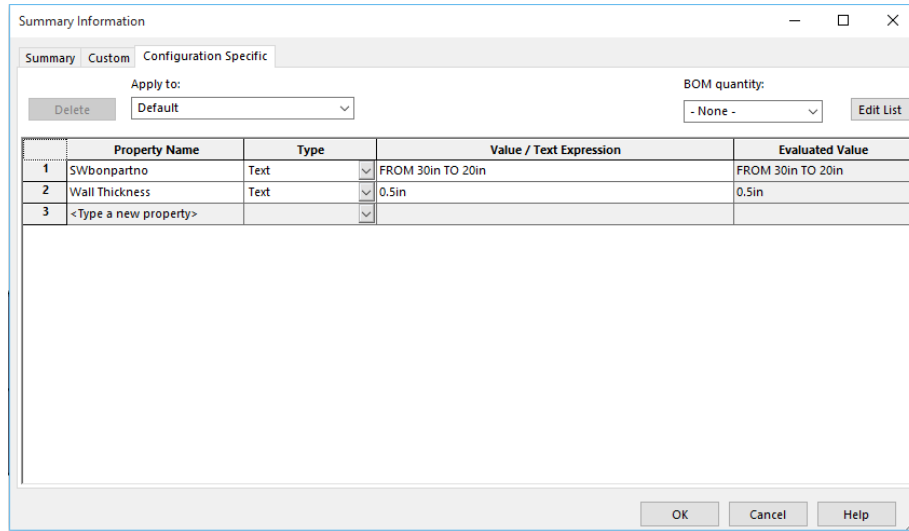 Summary Information
Summary Custom Configuration Specific
Apply to: BOM quantity:
Delete Default - None - Edit List
Property Name Type Value / Text Expression Evaluated Value
1 SWbonpartno Text FROM 30in TO 20in FROM 30in TO 20in
2 Wall Thickness Text 0.5in 0.5in
3 <Type a new property>
OK Cancel Help